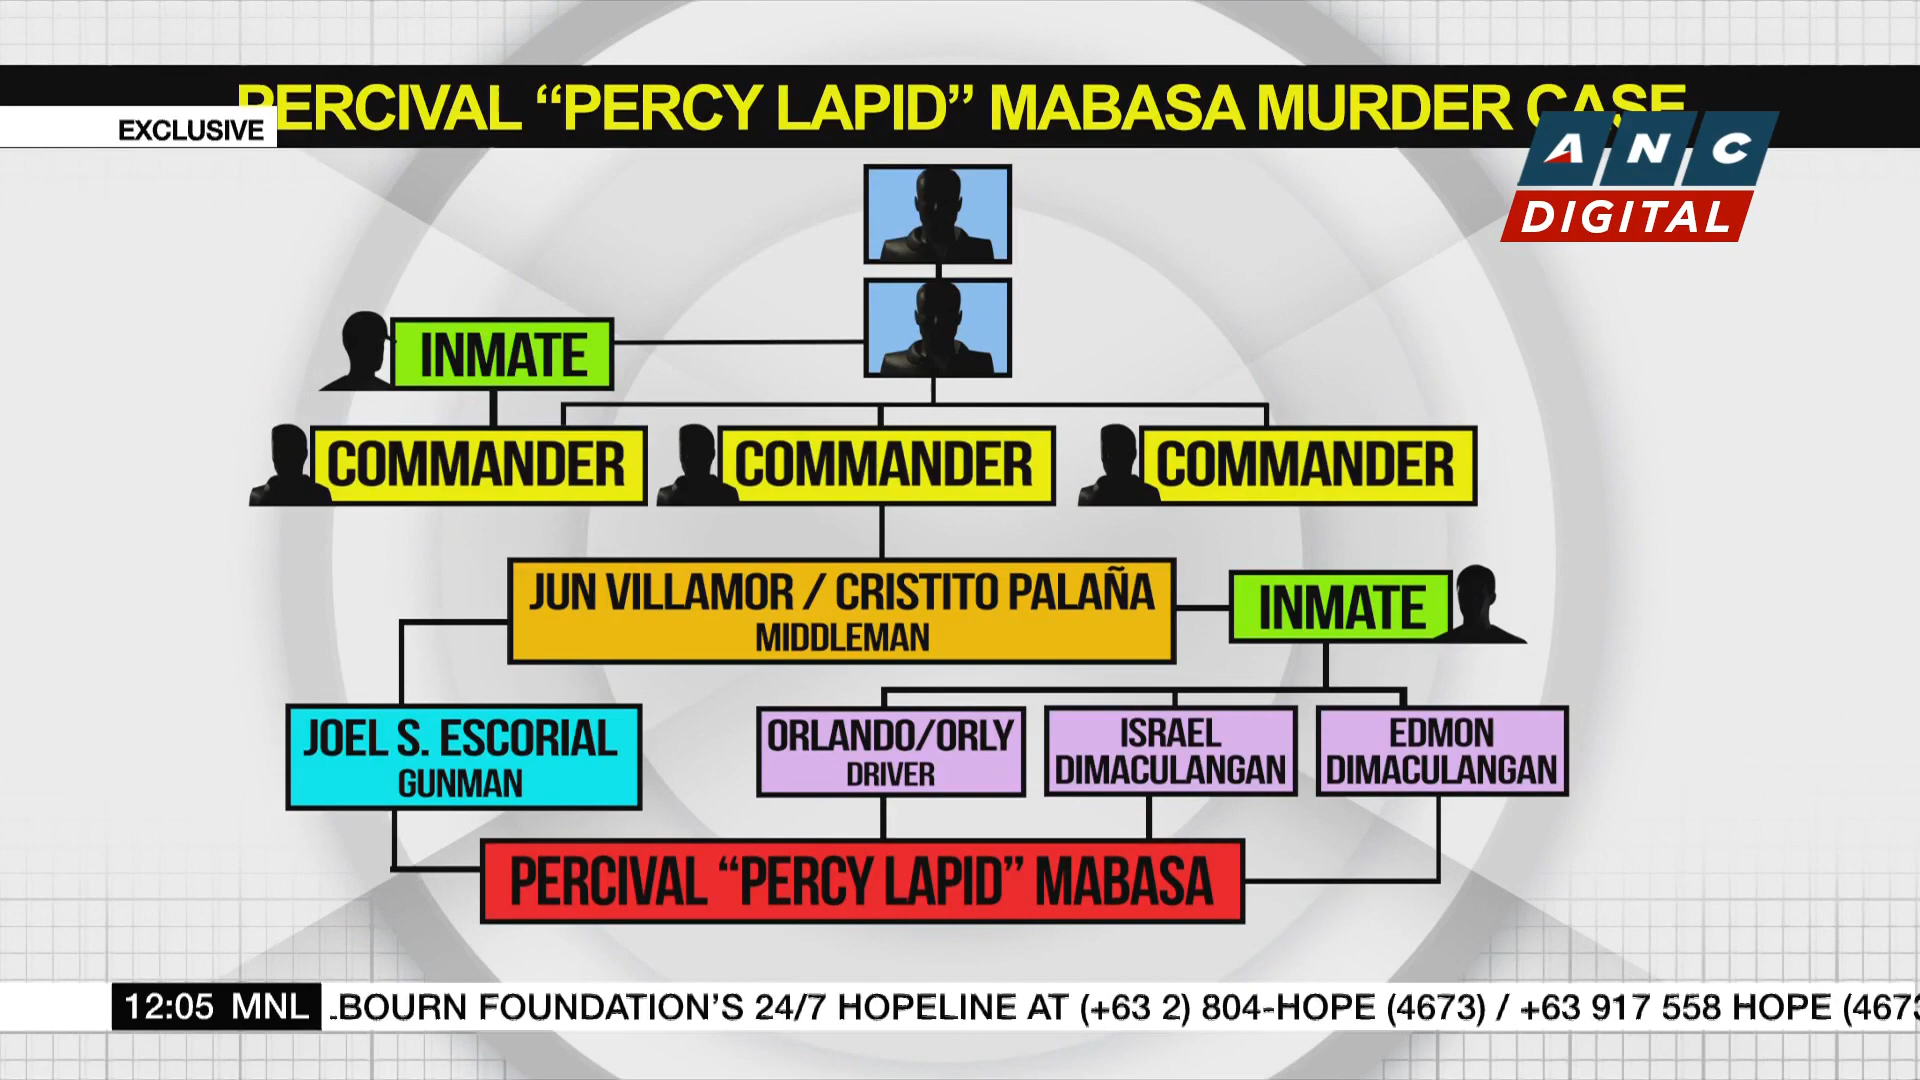 PERCIVAL “PERCY LAPID” MABASA MURDER CASE
EXCLUSIVE
ANC
DIGITAL
INMATE
COMMANDER
COMMANDER
COMMANDER
JUN VILLAMOR / CRISTITO PALAÑA
MIDDLEMAN
INMATE
JOEL S. ESCORIAL
GUNMAN
ORLANDO/ORLY
DRIVER
ISRAEL
DIMACULANGAN
EDMON
DIMACULANGAN
PERCIVAL “PERCY LAPID” MABASA
12:05 MNL
BOURN FOUNDATION’S 24/7 HOPELINE AT (+63 2) 804-HOPE (4673) / +63 917 558 HOPE (4673